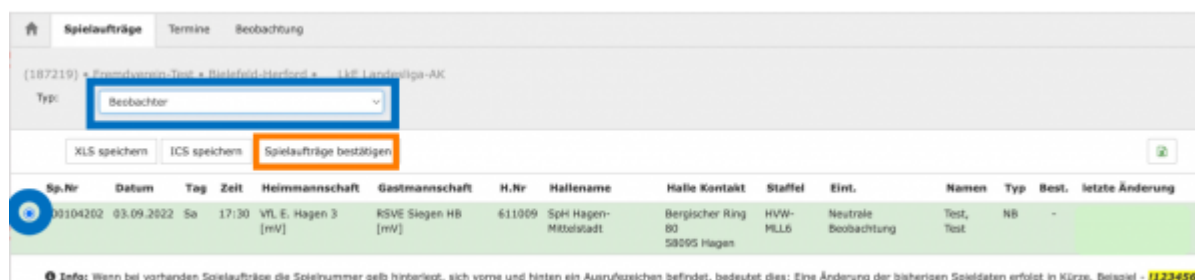 Spielaufträge Termine Beobachtung
(187219) • Fremdverein-Test • Bielefeld-Herford • LkE Landesliga-AK
Typ: Beobachter
XLS speichern ICS speichern Spielaufträge bestätigen
Sp.Nr Datum Tag Zeit Heimmannschaft Gastmannschaft H.Nr Hallename Halle Kontakt Staffel Eint. Namen Typ Best. letzte Änderung
00104202 03.09.2022 Sa 17:30 VfL E. Hagen 3 RSVE Siegen HB 611009 SpH Hagen- Bergischer Ring HVW- Neutrale Test, NB -
[mV] [mV] Mittelstadt 80 MLL6 Beobachtung Test
58095 Hagen
Info: Wenn bei vorhanden Spielaufträge die Spielnummer gelb hinterlegt, sich vorne und hinten ein Ausrufezeichen befindet, bedeutet dies: Eine Änderung der bisherigen Spieldaten erfolgt in Kürze. Beispiel - !123456